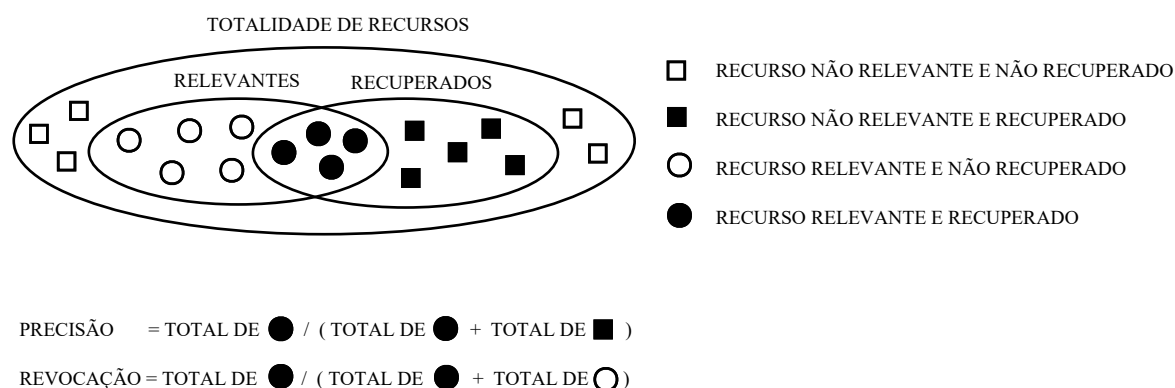 TOTALIDADE DE RECURSOS
RELEVANTES
RECUPERADOS
RECURSO NÃO RELEVANTE E NÃO RECUPERADO
RECURSO NÃO RELEVANTE E RECUPERADO
RECURSO RELEVANTE E NÃO RECUPERADO
RECURSO RELEVANTE E RECUPERADO
PRECISÃO = TOTAL DE ● / ( TOTAL DE ● + TOTAL DE ■ )
REVOCAÇÃO = TOTAL DE ● / ( TOTAL DE ● + TOTAL DE ○ )